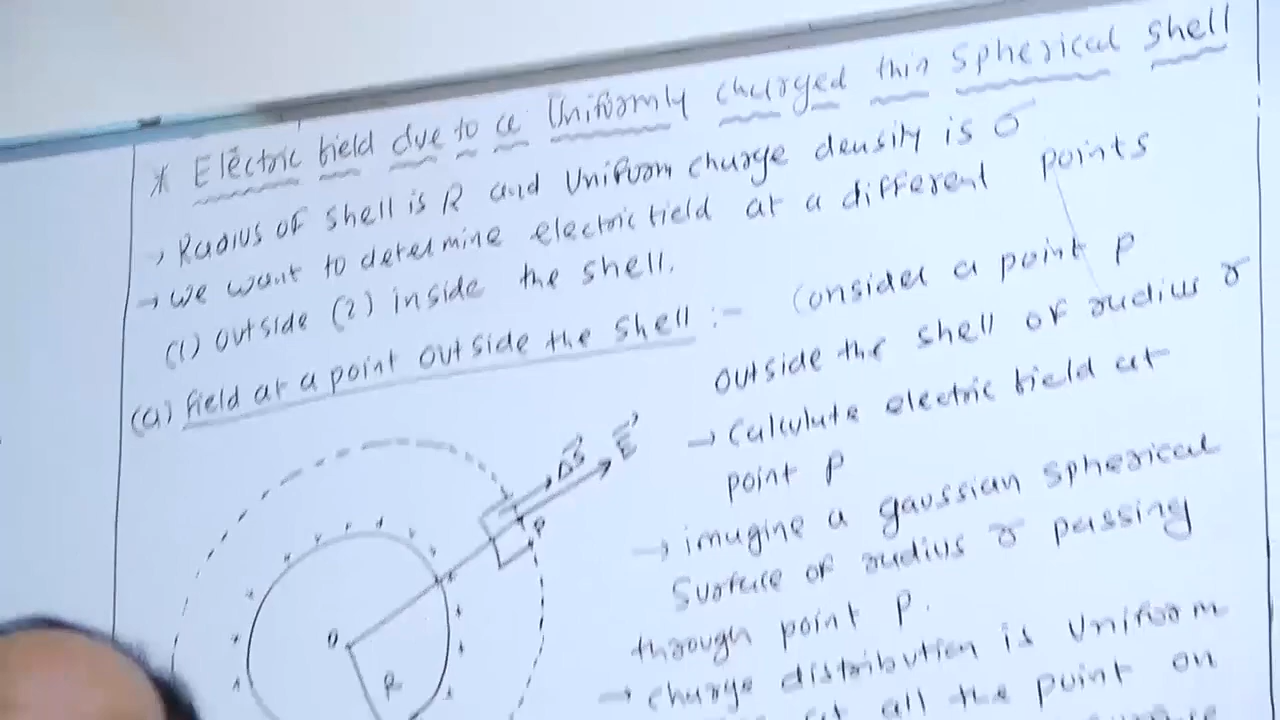 * Electric field due to a Uniformly charged thin spherical shell
→ Radius of shell is R and Uniform charge density is σ
→ we want to determine electric field at a different points
(1) outside (2) inside the shell.
(a) field at a point outside the shell :- Consider a point P
outside the shell of radius r
→ Calculate electric field at
point P
→ imagine a gaussian spherical
Surface of radius r passing
through point P.
→ charge distribution is Uniform
at all the point on
ΔS
E
P
O
R